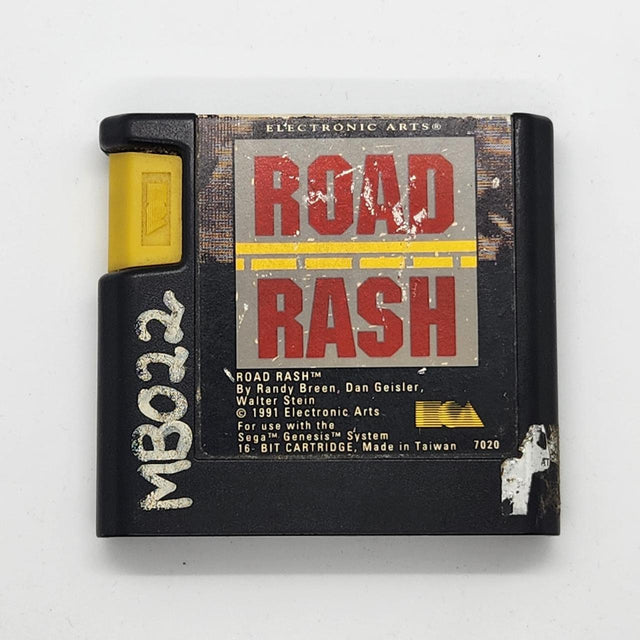 ELECTRONIC ARTS®
ROAD
RASH
ROAD RASH™
By Randy Breen, Dan Geisler,
Walter Stein
© 1991 Electronic Arts
For use with the
Sega™ Genesis™ System
16- BIT CARTRIDGE, Made in Taiwan 7020
EA
MB022